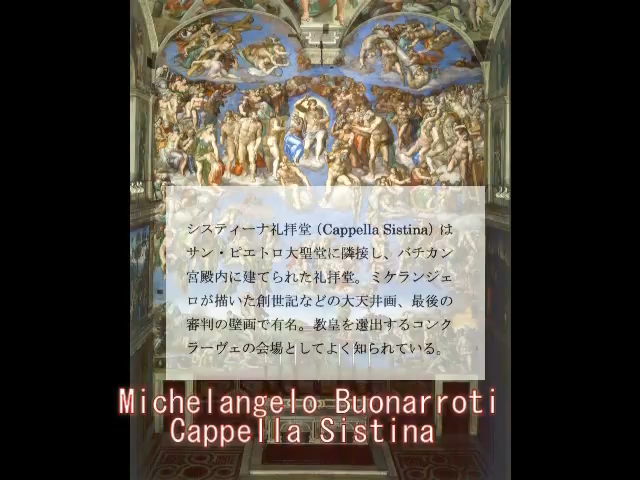 システィーナ礼拝堂 (Cappella Sistina) は
サン・ピエトロ大聖堂に隣接し、バチカン
宮殿内に建てられた礼拝堂。ミケランジェ
ロが描いた創世記などの大天井画、最後の
審判の壁画で有名。教皇を選出するコンク
ラーヴェの会場としてよく知られている。
Michelangelo Buonarroti
Cappella Sistina